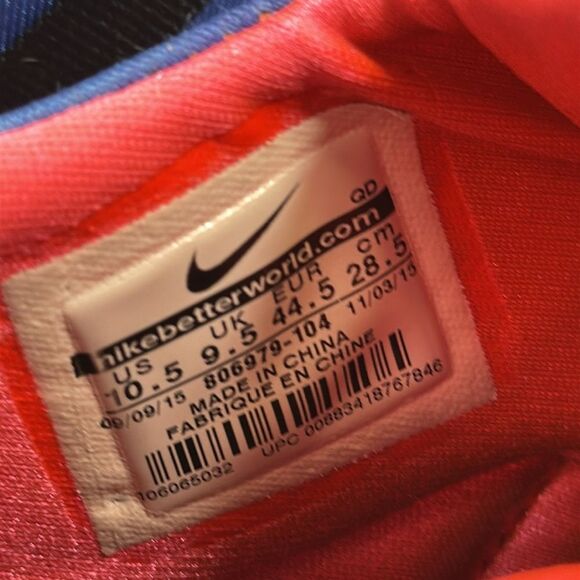 QD
nikebetterworld.com
US UK EUR cm
10.5 9.5 44.5 28.5
09/09/15 806979-104 11/03/15
MADE IN CHINA
FABRIQUE EN CHINE
106065032 UPC 00883418767846